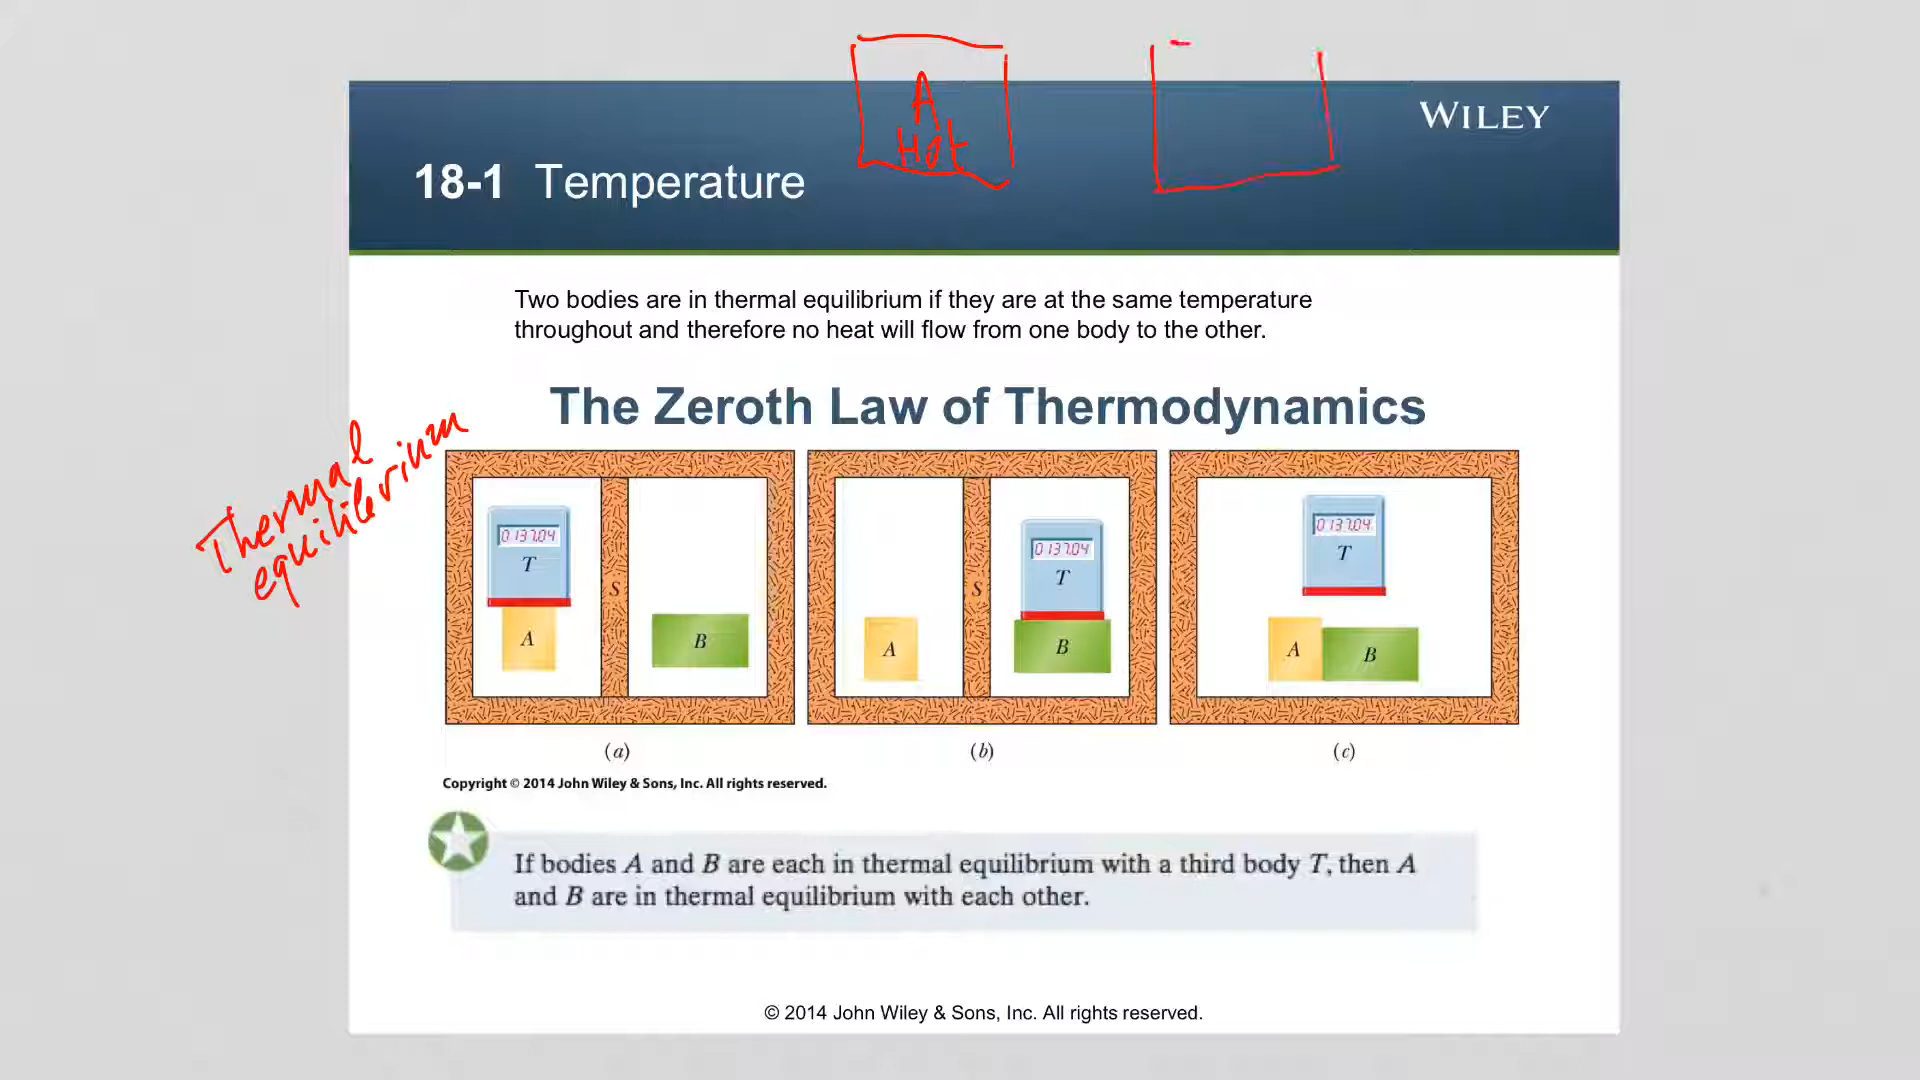 A
Hot
WILEY
18-1 Temperature
Two bodies are in thermal equilibrium if they are at the same temperature
throughout and therefore no heat will flow from one body to the other.
The Zeroth Law of Thermodynamics
Thermal
equilibrium
0 137.04
T
S
A
B
(a)
0 137.04
T
S
A
B
(b)
0 137.04
T
A
B
(c)
Copyright © 2014 John Wiley & Sons, Inc. All rights reserved.
If bodies A and B are each in thermal equilibrium with a third body T, then A
and B are in thermal equilibrium with each other.
© 2014 John Wiley & Sons, Inc. All rights reserved.